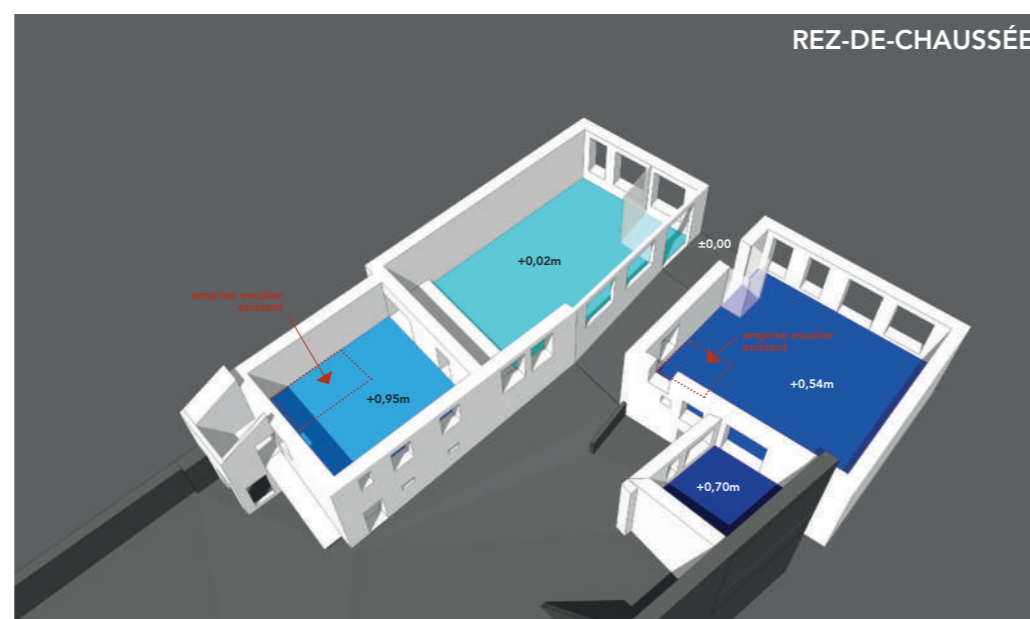 REZ-DE-CHAUSSÉE
±0,00
+0,02m
emprise escalier
existant
emprise escalier
existant
+0,54m
+0,95m
+0,70m